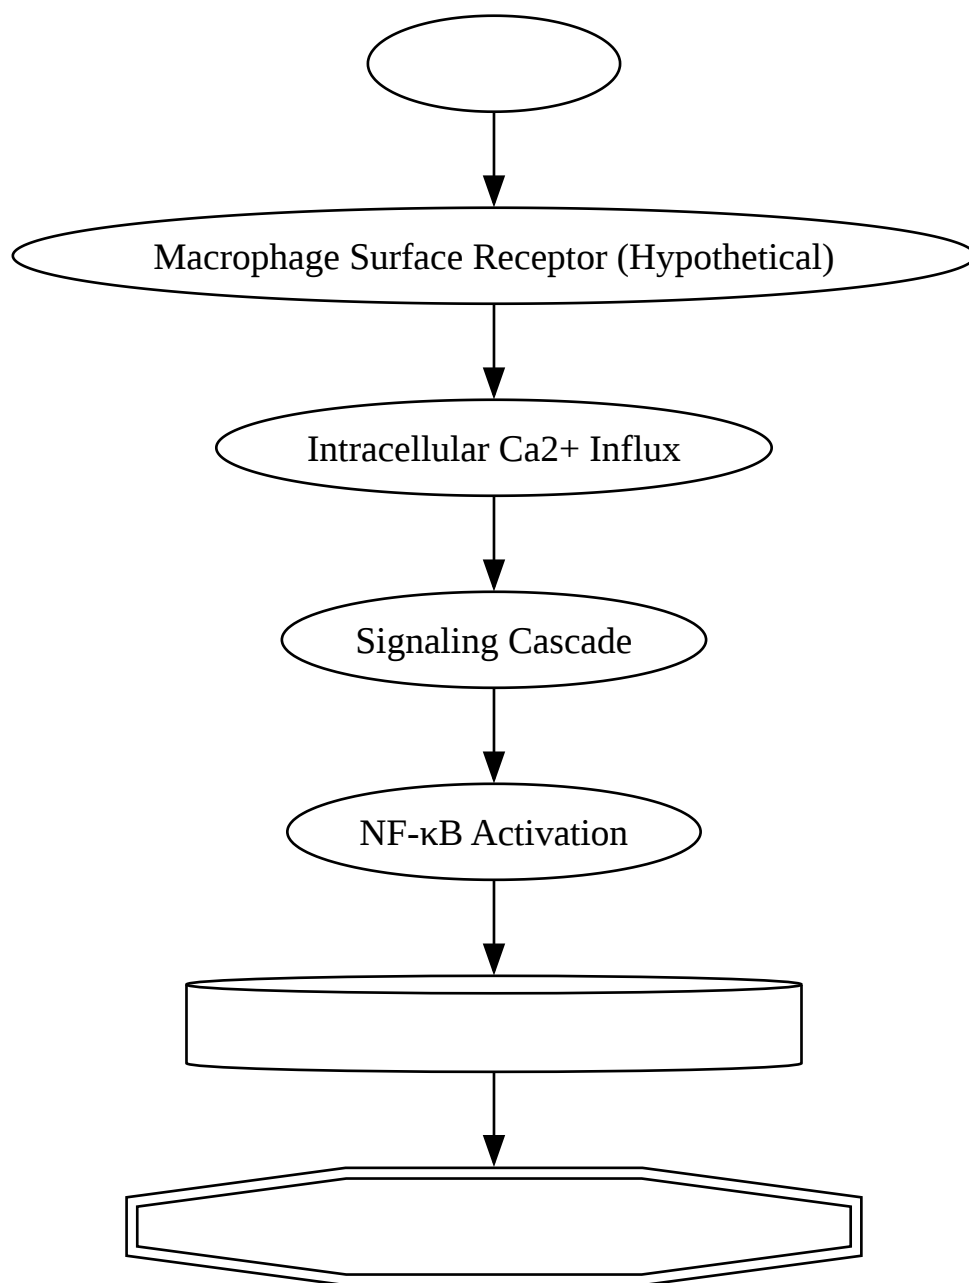 Macrophage Surface Receptor (Hypothetical)
Intracellular Ca2+ Influx
Signaling Cascade
NF-κB Activation